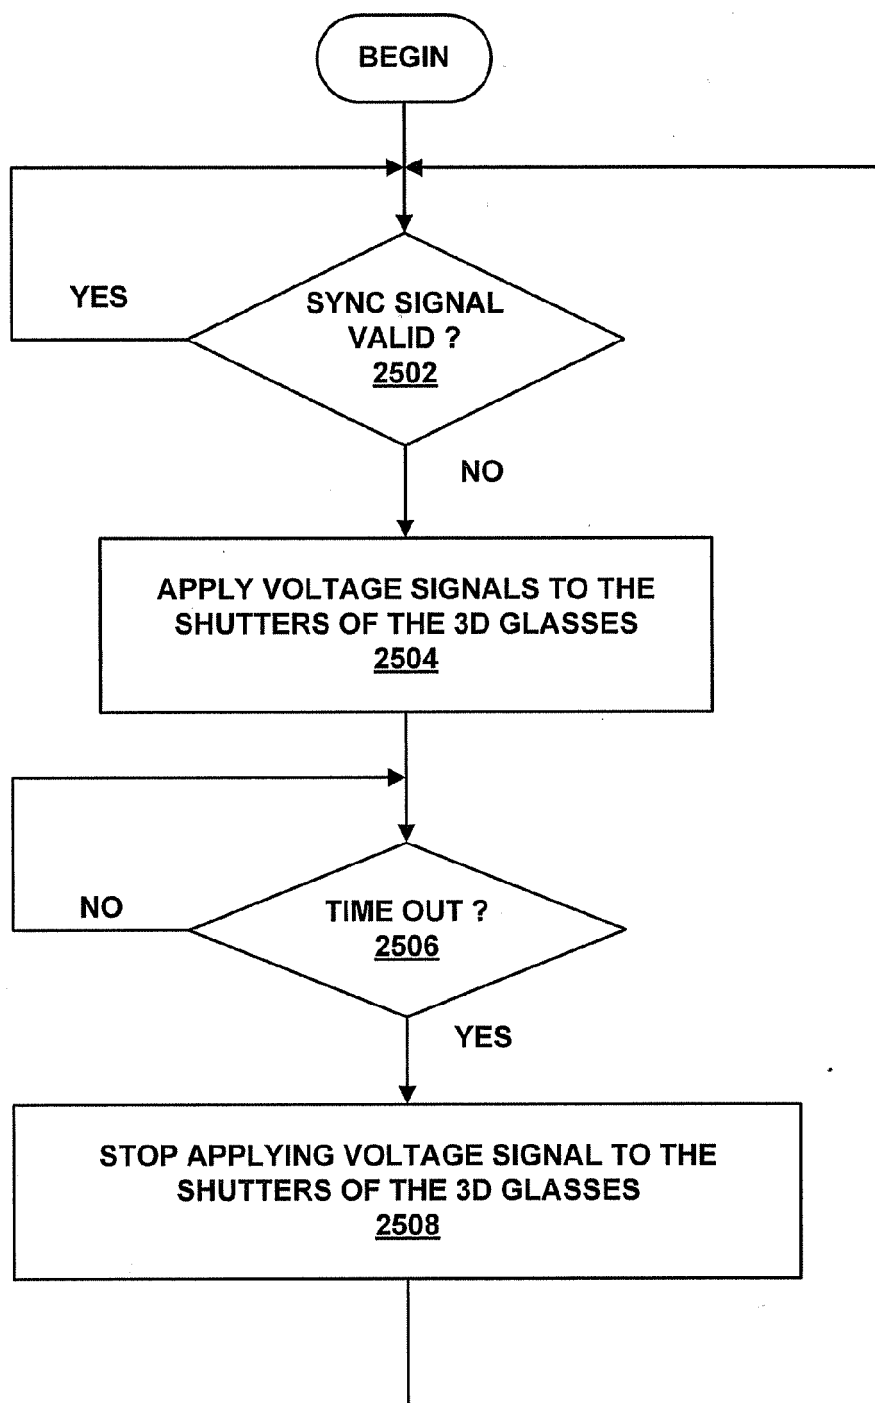 BEGIN
YES
SYNC SIGNAL
VALID ?
2502
NO
APPLY VOLTAGE SIGNALS TO THE
SHUTTERS OF THE 3D GLASSES
2504
NO
TIME OUT ?
2506
YES
STOP APPLYING VOLTAGE SIGNAL TO THE
SHUTTERS OF THE 3D GLASSES
2508